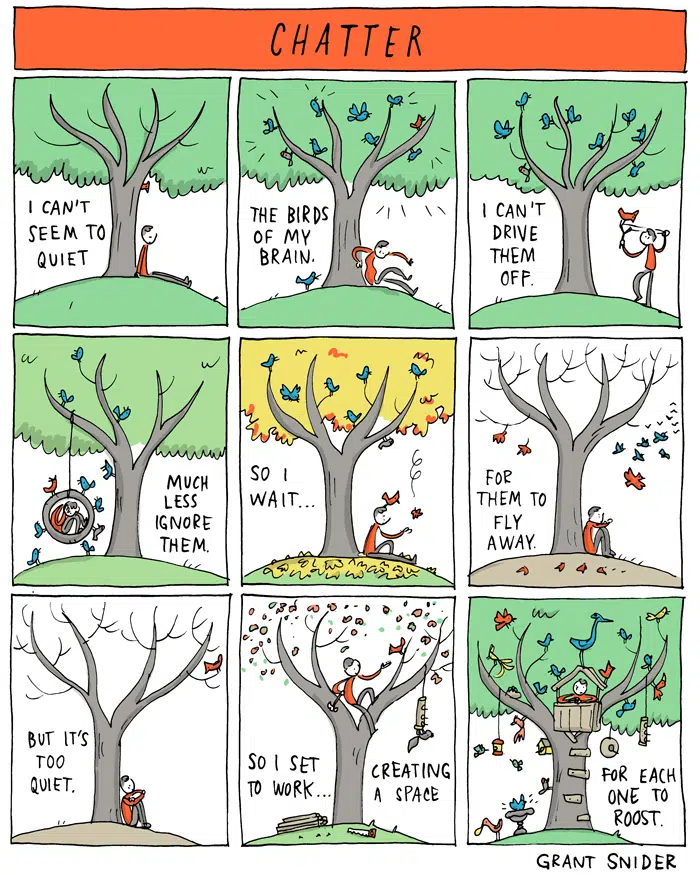 CHATTER
I CAN'T
SEEM TO
QUIET
THE BIRDS
OF MY
BRAIN.
I CAN'T
DRIVE
THEM
OFF.
MUCH
LESS
IGNORE
THEM.
SO I
WAIT...
FOR
THEM TO
FLY
AWAY.
BUT IT'S
TOO
QUIET.
SO I SET
TO WORK...
CREATING
A SPACE
FOR EACH
ONE TO
ROOST.
GRANT SNIDER